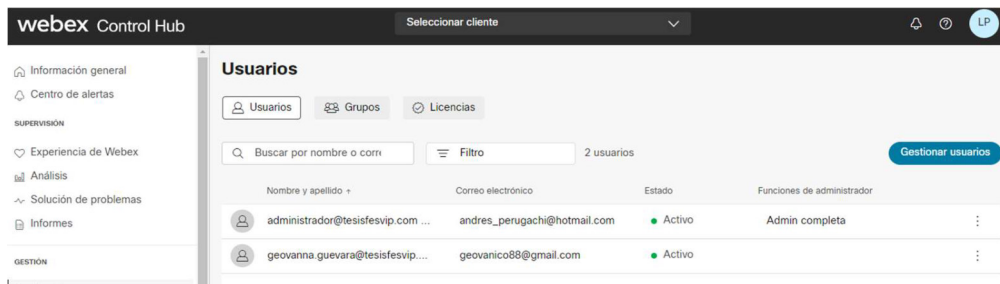 webex Control Hub
Seleccionar cliente
LP
Información general
Centro de alertas
SUPERVISIÓN
Experiencia de Webex
Análisis
Solución de problemas
Informes
GESTIÓN
Usuarios
Usuarios Grupos Licencias
Buscar por nombre o corre Filtro 2 usuarios Gestionar usuarios
Nombre y apellido ↑ Correo electrónico Estado Funciones de administrador
administrador@tesisfesvip.com ... andres_perugachi@hotmail.com Activo Admin completa
geovanna.guevara@tesisfesvip.... geovanico88@gmail.com Activo